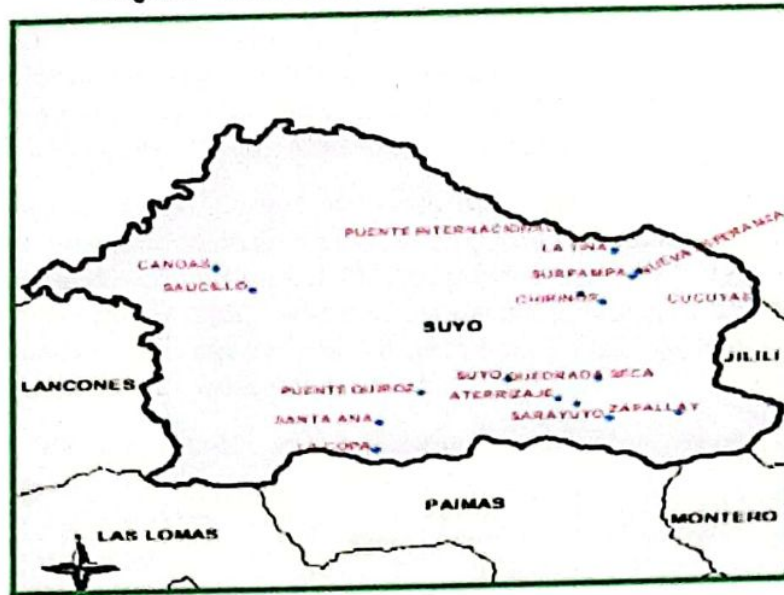 PUENTE INTERNACIONAL
LA TINA
NUEVA ESPERANZA
CANOAS
SAUCILLO
SURPAMPA
CHIRINOS
CUCUYAS
SUYO
JILILI
LANCONES
SUYO
QUEBRADA SECA
PUENTE QUIROZ
ATERRIZAJE
SARAYUYO
ZAPALLAY
SANTA ANA
LA COPA
PAIMAS
LAS LOMAS
MONTERO